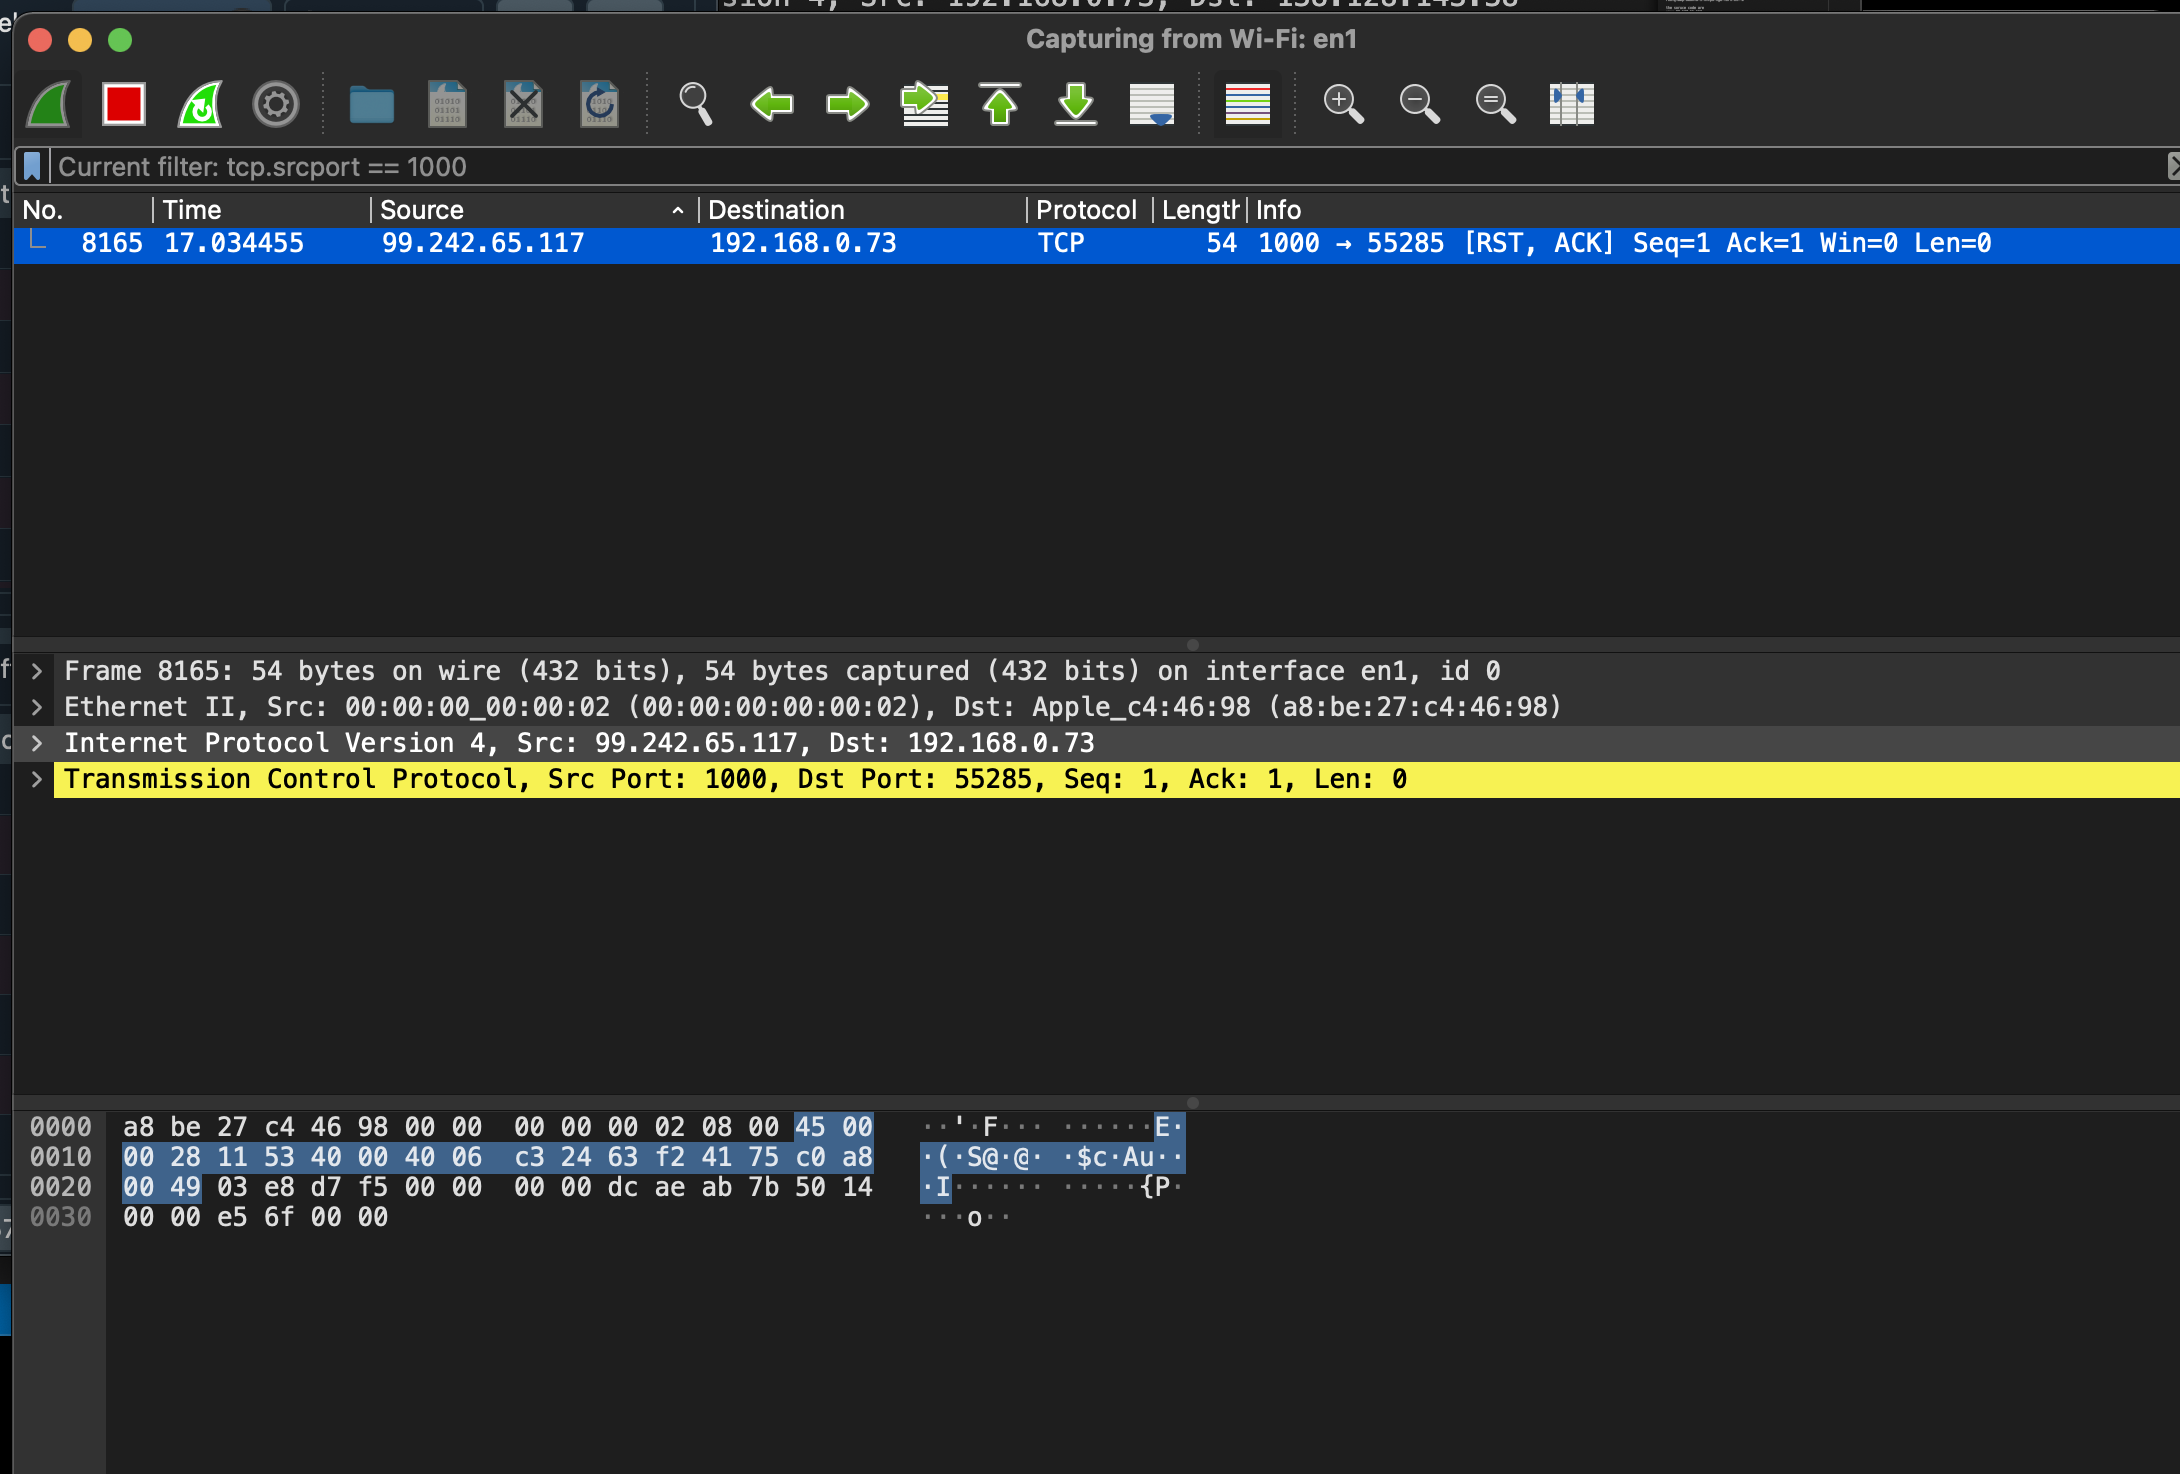 Capturing from Wi-Fi: en1
Current filter: tcp.srcport == 1000
No. Time Source Destination Protocol Length Info
8165 17.034455 99.242.65.117 192.168.0.73 TCP 54 1000 → 55285 [RST, ACK] Seq=1 Ack=1 Win=0 Len=0
Frame 8165: 54 bytes on wire (432 bits), 54 bytes captured (432 bits) on interface en1, id 0
Ethernet II, Src: 00:00:00_00:00:02 (00:00:00:00:00:02), Dst: Apple_c4:46:98 (a8:be:27:c4:46:98)
Internet Protocol Version 4, Src: 99.242.65.117, Dst: 192.168.0.73
Transmission Control Protocol, Src Port: 1000, Dst Port: 55285, Seq: 1, Ack: 1, Len: 0
0000 a8 be 27 c4 46 98 00 00 00 00 00 02 08 00 45 00 ··'·F··· ······E·
0010 00 28 11 53 40 00 40 06 c3 24 63 f2 41 75 c0 a8 ·(·S@·@· ·$c·Au··
0020 00 49 03 e8 d7 f5 00 00 00 00 dc ae ab 7b 50 14 ·I······ ·····{P·
0030 00 00 e5 6f 00 00 ···o··